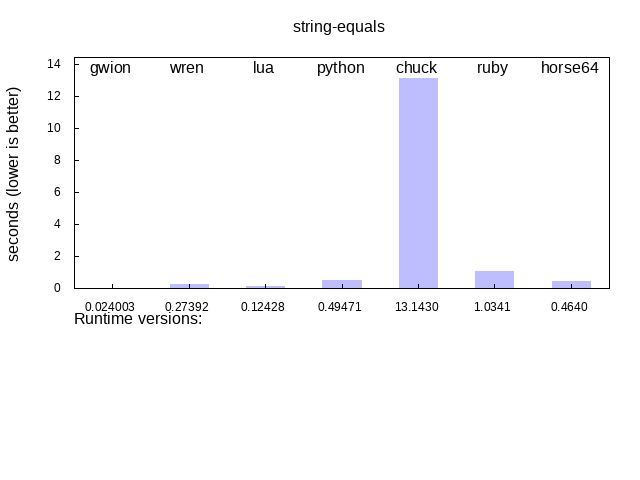 string-equals
seconds (lower is better)
14
12
10
8
6
4
2
0
gwion wren lua python chuck ruby horse64
0.024003 0.27392 0.12428 0.49471 13.1430 1.0341 0.4640
Runtime versions: